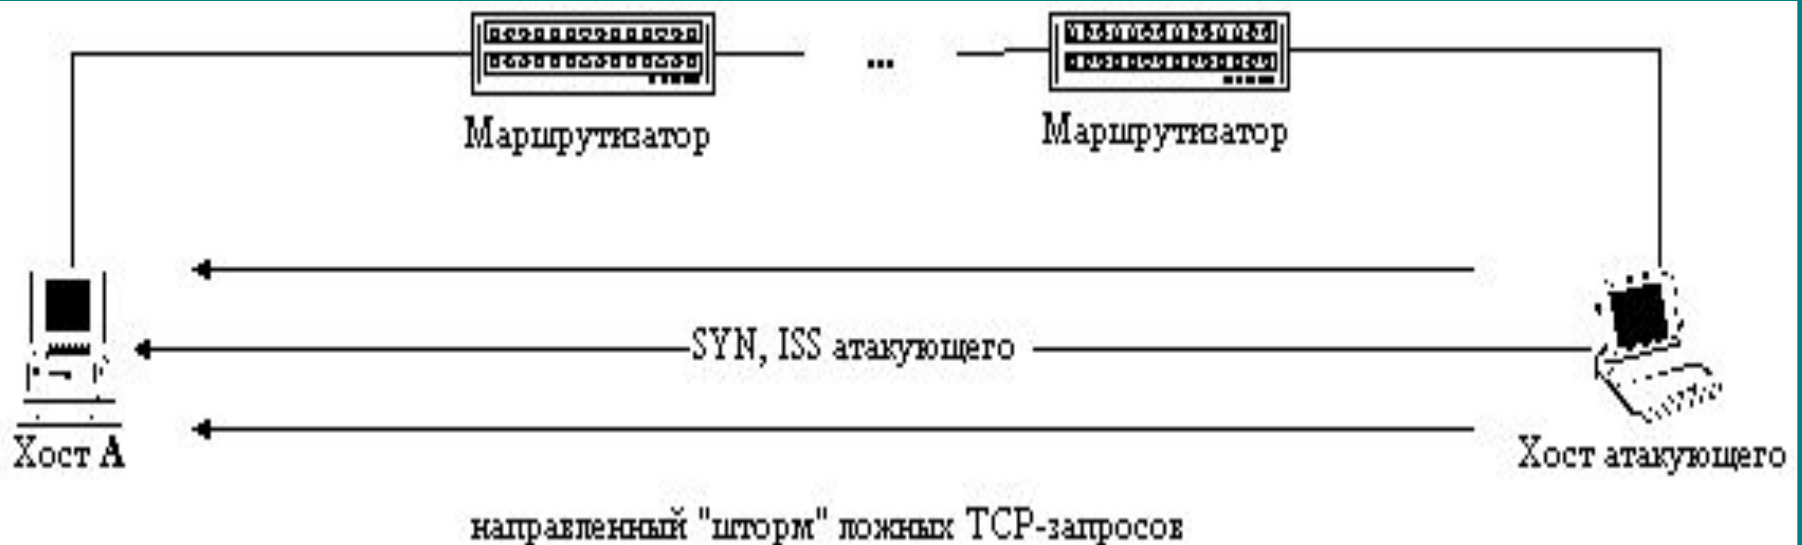 ...
Маршрутизатор
Маршрутизатор
SYN, ISS атакующего
Хост А
Хост атакующего
направленный "шторм" ложных TCP-запросов